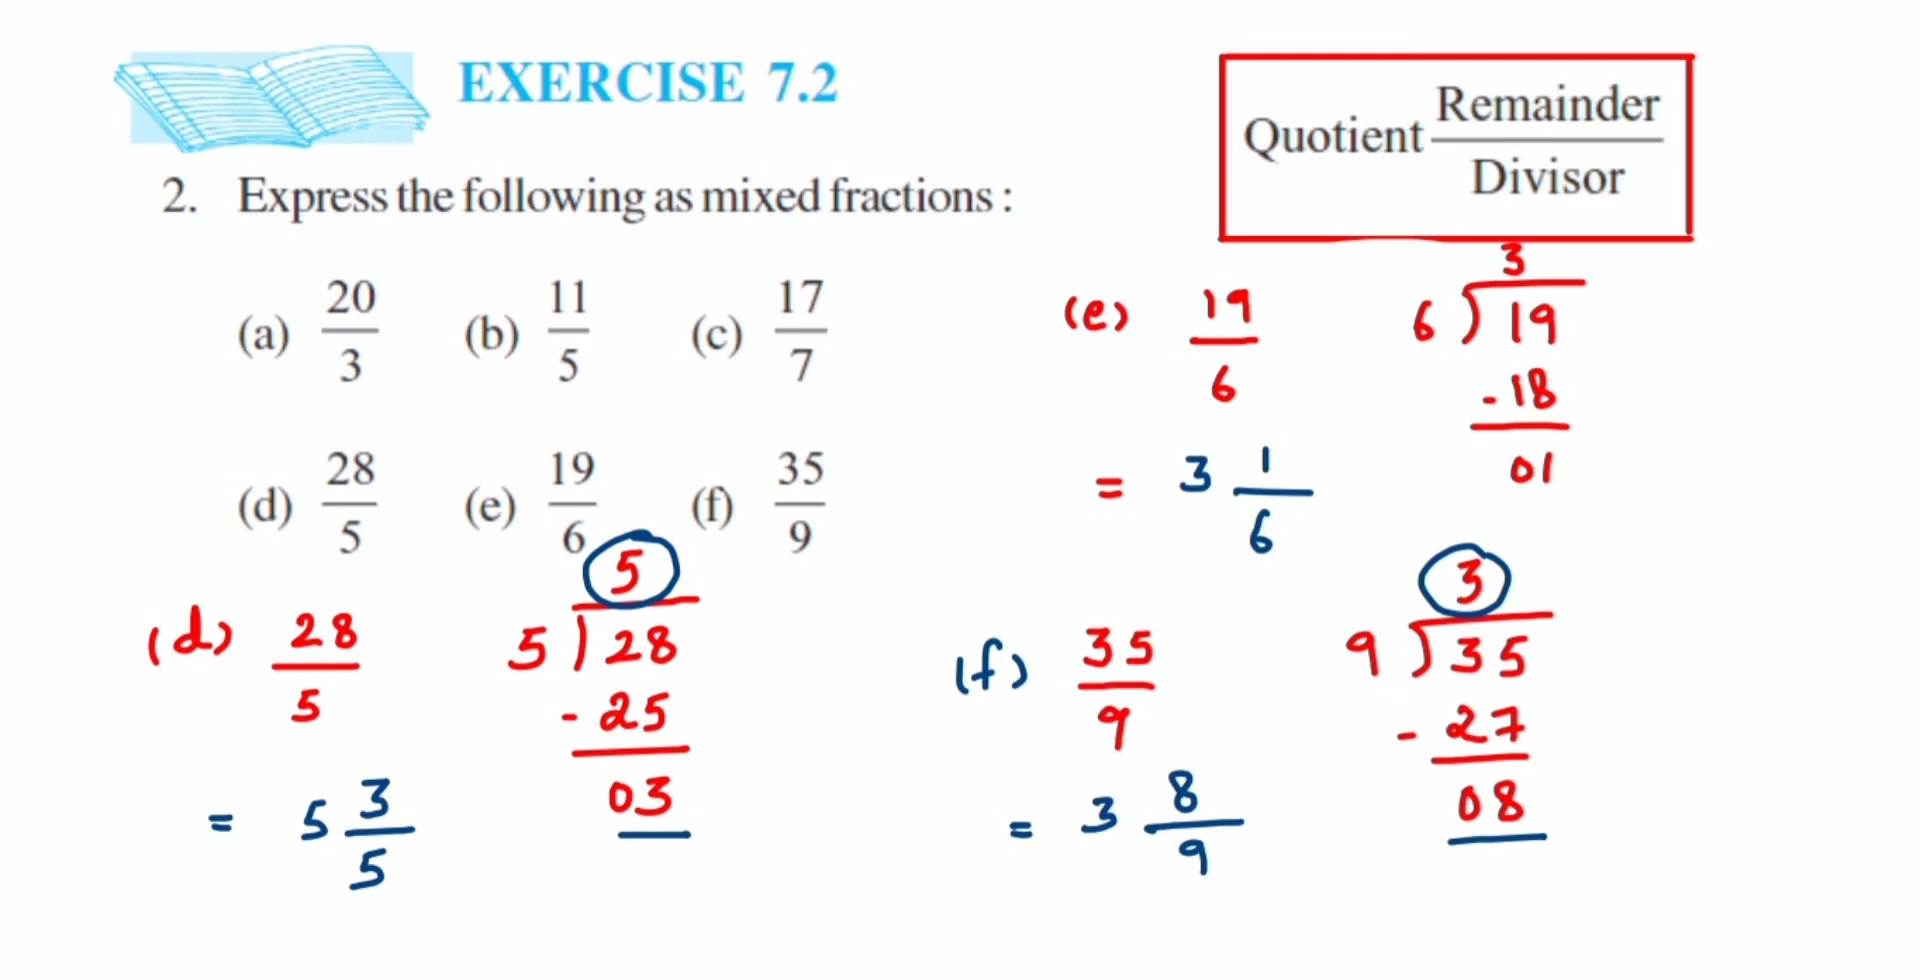 EXERCISE 7.2
Quotient Remainder/Divisor
2. Express the following as mixed fractions :
(a) 20/3 (b) 11/5 (c) 17/7
(d) 28/5 (e) 19/6 (f) 35/9
(e) 19/6
3
6 ) 19
- 18
01
= 3 1/6
(d) 28/5
5
5 ) 28
- 25
03
= 5 3/5
(f) 35/9
3
9 ) 35
- 27
08
= 3 8/9